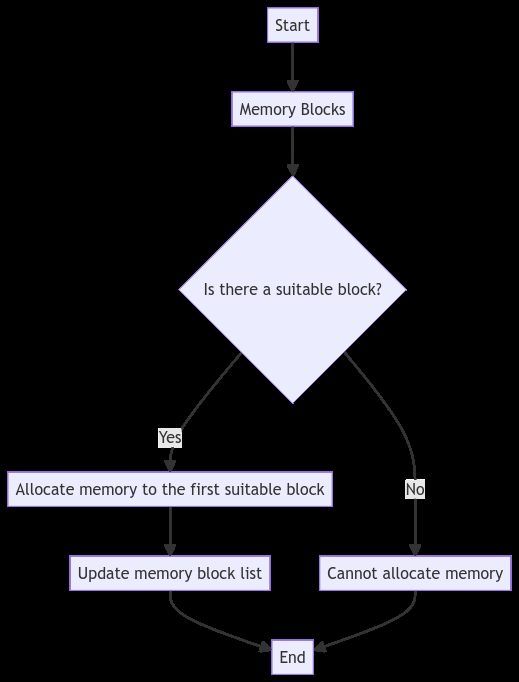 Start
Memory Blocks
Is there a suitable block?
Yes
Allocate memory to the first suitable block
No
Update memory block list
Cannot allocate memory
End